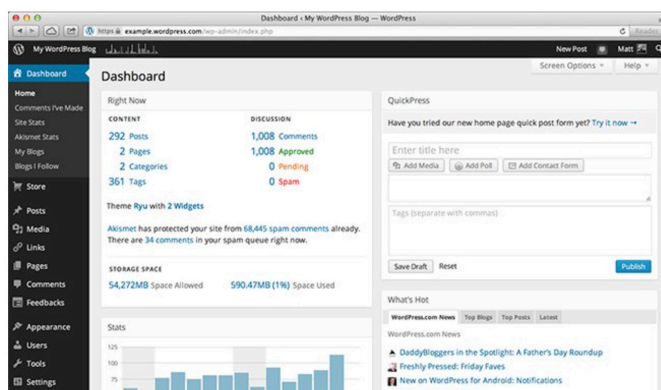 Dashboard ‹ My WordPress Blog — WordPress
https example.wordpress.com/wp-admin/index.php
Reader
My WordPress Blog
New Post
Matt
Screen Options
Help
Dashboard
Home
Comments I've Made
Site Stats
Akismet Stats
My Blogs
Blogs I Follow
Store
Posts
Media
Links
Pages
Comments
Feedbacks
Appearance
Users
Tools
Settings
Dashboard
Right Now
CONTENT
292 Posts
2 Pages
2 Categories
361 Tags
DISCUSSION
1,008 Comments
1,008 Approved
0 Pending
0 Spam
Theme Ryu with 2 Widgets
Akismet has protected your site from 68,445 spam comments already.
There are 34 comments in your spam queue right now.
STORAGE SPACE
54,272MB Space Allowed
590.47MB (1%) Space Used
Stats
125
100
75
QuickPress
Have you tried our new home page quick post form yet? Try it now →
Enter title here
Add Media
Add Poll
Add Contact Form
Tags (separate with commas)
Save Draft
Reset
Publish
What's Hot
WordPress.com News
Top Blogs
Top Posts
Latest
WordPress.com News
DaddyBloggers in the Spotlight: A Father's Day Roundup
Freshly Pressed: Friday Faves
New on WordPress for Android: Notifications